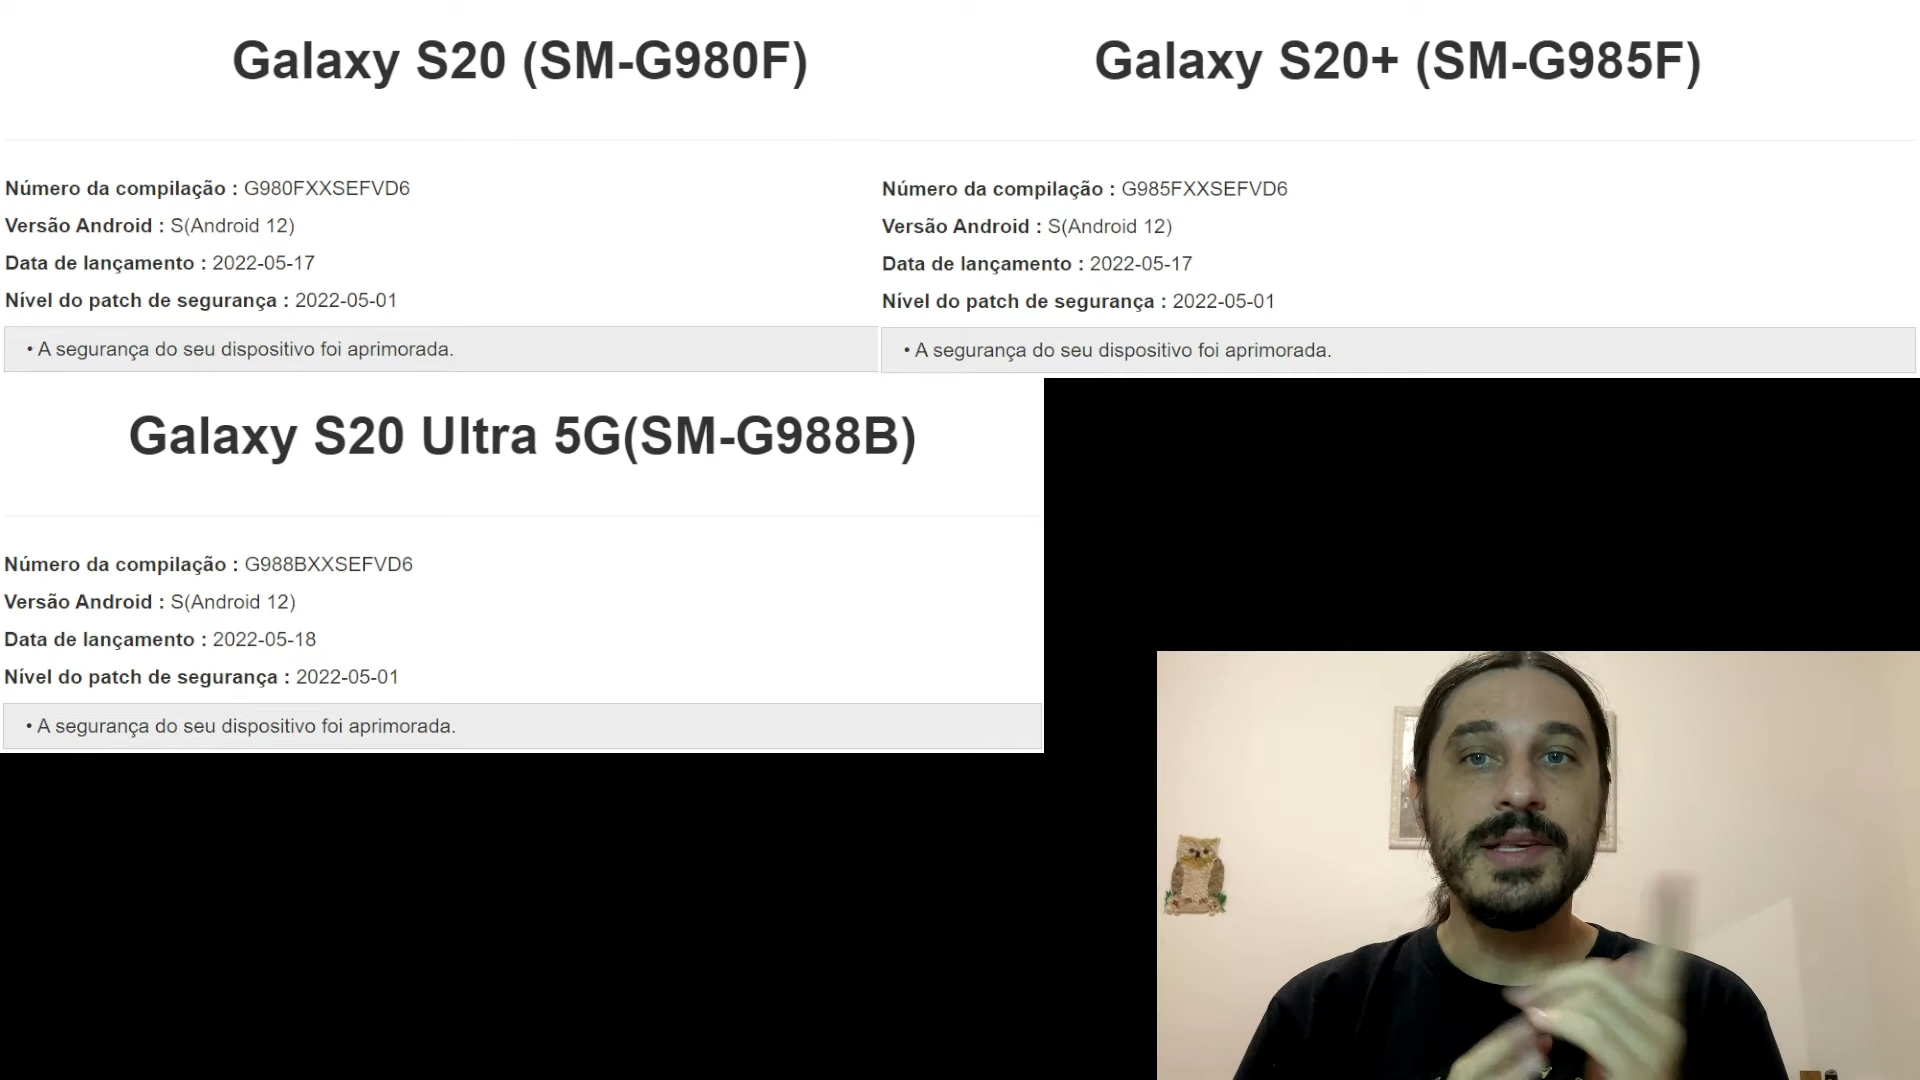 Galaxy S20 (SM-G980F)
Número da compilação : G980FXXSEFVD6
Versão Android : S(Android 12)
Data de lançamento : 2022-05-17
Nível do patch de segurança : 2022-05-01
• A segurança do seu dispositivo foi aprimorada.
Galaxy S20+ (SM-G985F)
Número da compilação : G985FXXSEFVD6
Versão Android : S(Android 12)
Data de lançamento : 2022-05-17
Nível do patch de segurança : 2022-05-01
• A segurança do seu dispositivo foi aprimorada.
Galaxy S20 Ultra 5G(SM-G988B)
Número da compilação : G988BXXSEFVD6
Versão Android : S(Android 12)
Data de lançamento : 2022-05-18
Nível do patch de segurança : 2022-05-01
• A segurança do seu dispositivo foi aprimorada.